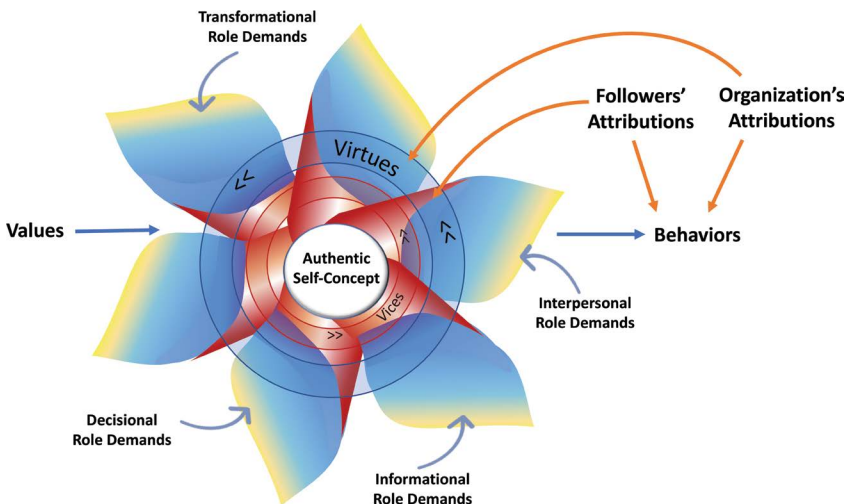 Transformational
Role Demands
Followers'
Attributions
Organization's
Attributions
Virtues
<<
>>
>>
Values
Authentic
Self-Concept
Behaviors
Vices
>>
Interpersonal
Role Demands
Decisional
Role Demands
Informational
Role Demands